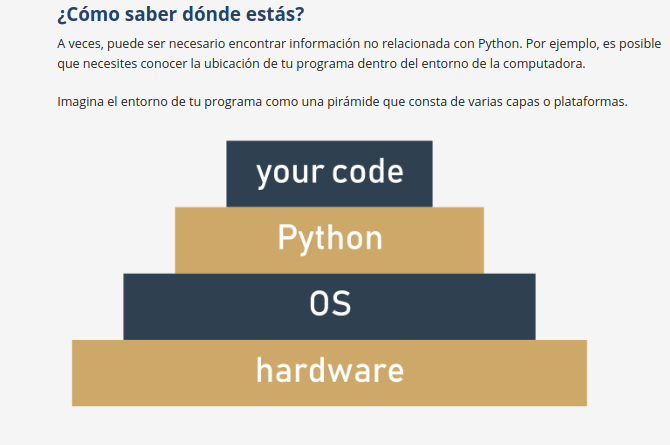 ¿Cómo saber dónde estás?
A veces, puede ser necesario encontrar información no relacionada con Python. Por ejemplo, es posible
que necesites conocer la ubicación de tu programa dentro del entorno de la computadora.
Imagina el entorno de tu programa como una pirámide que consta de varias capas o plataformas.
your code
Python
OS
hardware